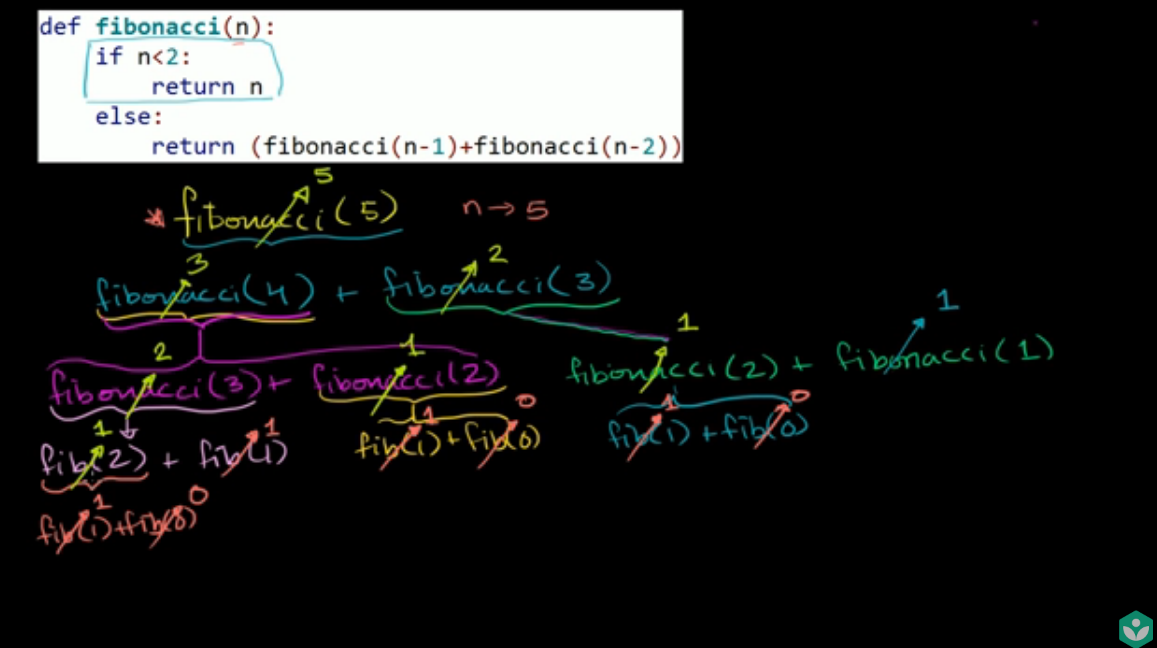 def fibonacci(n):
if n<2:
return n
else:
return (fibonacci(n-1)+fibonacci(n-2))
5
* fibonacci(5) n→5
3 2
fibonacci(4) + fibonacci(3)
1
2 1 1
fibonacci(2) + fibonacci(1)
fibonacci(3)+ fibonacci(2)
1 0 1 0
fib(1)+fib(0) fib(1)+fib(0)
1 1
fib(2) + fib(1)
1 0
fib(1)+fib(0)